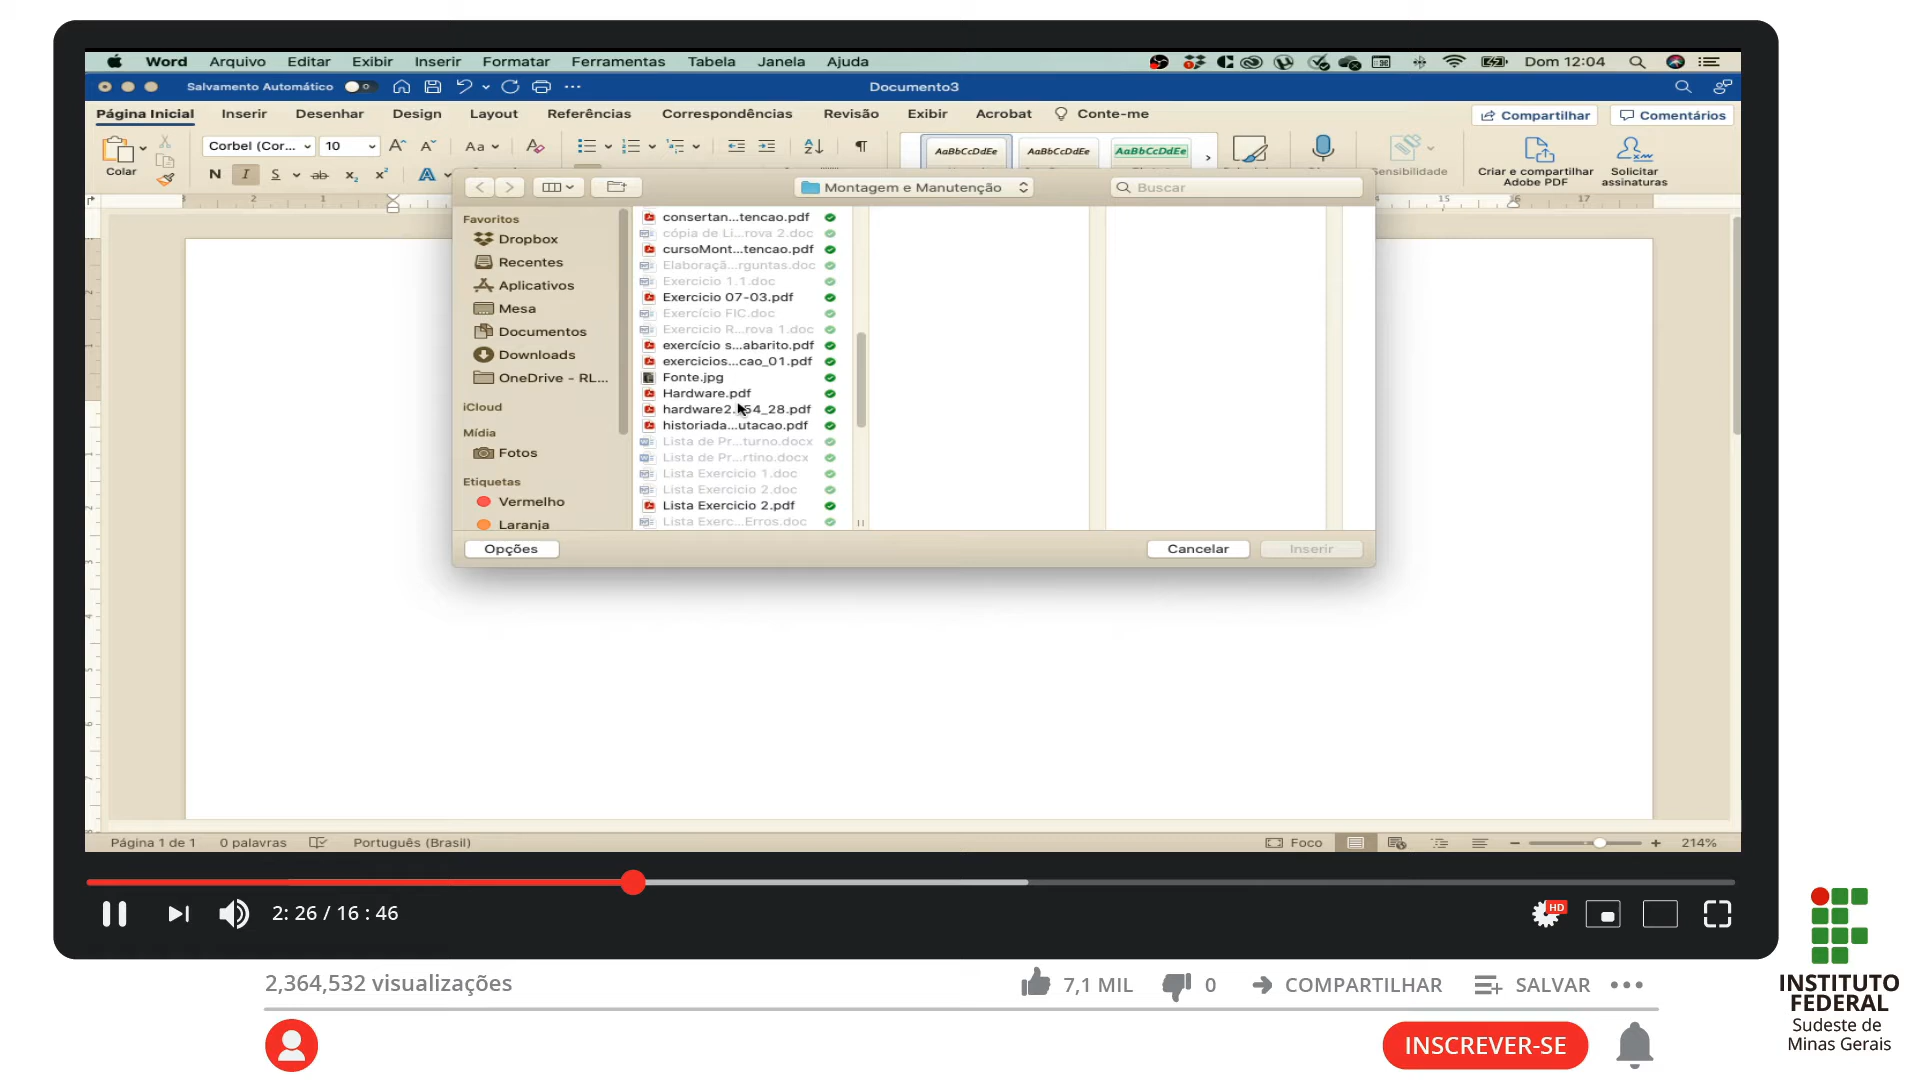 Word Arquivo Editar Exibir Inserir Formatar Ferramentas Tabela Janela Ajuda Dom 12:04
Salvamento Automático Documento3
Página Inicial Inserir Desenhar Design Layout Referências Correspondências Revisão Exibir Acrobat Conte-me Compartilhar Comentários
Corbel (Cor... 10 Aa AaBbCcDdEe AaBbCcDdEe AaBbCcDdEe
Colar N I S ab x₂ x² A Criar e compartilhar Adobe PDF Solicitar assinaturas
Montagem e Manutenção Buscar
Favoritos
Dropbox
Recentes
Aplicativos
Mesa
Documentos
Downloads
OneDrive - RL...
iCloud
Mídia
Fotos
Etiquetas
Vermelho
Laranja
consertan...tencao.pdf
cópia de Li...rova 2.doc
cursoMont...tencao.pdf
Elaboraçã...rguntas.doc
Exercicio 1.1.doc
Exercicio 07-03.pdf
Exercício FIC.doc
Exercicio R...rova 1.doc
exercício s...abarito.pdf
exercicios...cao_01.pdf
Fonte.jpg
Hardware.pdf
historiada...utacao.pdf
Lista de Pr...turno.docx
Lista de Pr...rtino.docx
Lista Exercicio 1.doc
Lista Exercicio 2.doc
Lista Exercicio 2.pdf
Lista Exerc...Erros.doc
Opções Cancelar Inserir
Página 1 de 1 0 palavras Português (Brasil) Foco 214%
2: 26 / 16 : 46 HD
2,364,532 visualizações 7,1 MIL 0 COMPARTILHAR SALVAR
INSCREVER-SE
INSTITUTO
FEDERAL
Sudeste de
Minas Gerais